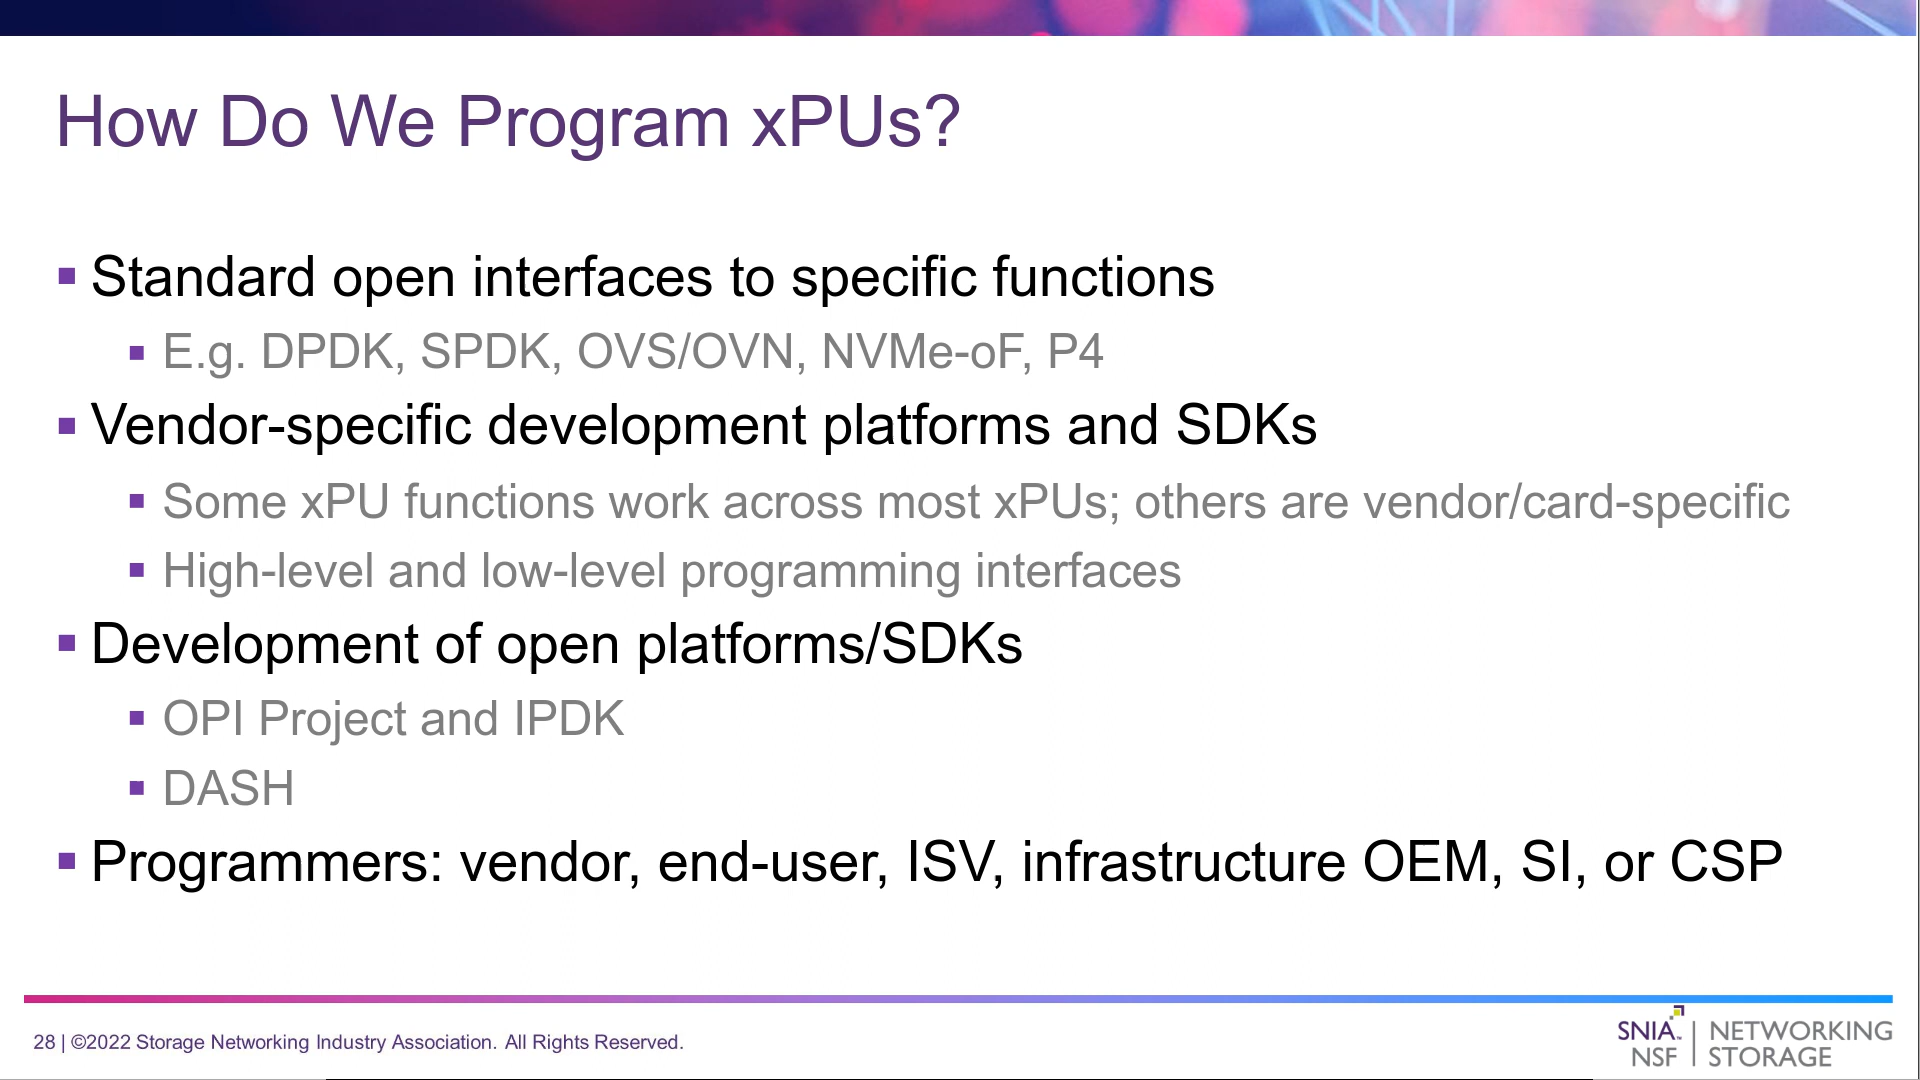 How Do We Program xPUs?
Standard open interfaces to specific functions
E.g. DPDK, SPDK, OVS/OVN, NVMe-oF, P4
Vendor-specific development platforms and SDKs
Some xPU functions work across most xPUs; others are vendor/card-specific
High-level and low-level programming interfaces
Development of open platforms/SDKs
OPI Project and IPDK
DASH
Programmers: vendor, end-user, ISV, infrastructure OEM, SI, or CSP
28 | ©2022 Storage Networking Industry Association. All Rights Reserved.
SNIA™ | NETWORKING
NSF | STORAGE